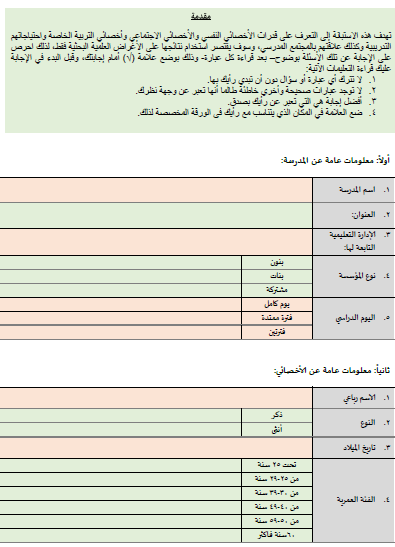 مقدمة
تهدف هذه الاستبانة إلى التعرف على قدرات الأخصائي النفسي والأخصائي الاجتماعي وأخصائي التربية الخاصة واحتياجاتهم
التدريبية وكذلك علاقتهم بالمجتمع المدرسي، وسوف يقتصر استخدام نتائجها على الأغراض العلمية البحثية فقط، لذلك احرص
على الإجابة عن تلك الأسئلة بوضوح– بعد قراءة كل عبارة- وذلك بوضع علامة (√) أمام إجابتك، وقبل البدء في الإجابة
عليك قراءة التعليمات الآتية:
١. لا تترك أي عبارة أو سؤال دون أن تبدي رأيك بها.
٢. لا توجد عبارات صحيحة وأخرى خاطئة طالما أنها تعبر عن وجهة نظرك.
٣. أفضل إجابة هي التي تعبر عن رأيك بصدق.
٤. ضع العلامة في المكان الذي يتناسب مع رأيك في الورقة المخصصة لذلك.
أولاً: معلومات عامة عن المدرسة:
١. اسم المدرسة
٢. العنوان:
٣. الإدارة التعليمية
التابعة لها:
٤. نوع المؤسسة
بنون
بنات
مشتركة
٥. اليوم الدراسي
يوم كامل
فترة ممتدة
فترتين
ثانياً: معلومات عامة عن الأخصائي:
١. الاسم رباعي
٢. النوع
ذكر
أنثى
٣. تاريخ الميلاد
٤. الفئة العمرية
تحت ٢٥ سنة
من ٢٥-٢٩ سنة
من ٣٠-٣٩ سنة
من ٤٠-٤٩ سنة
من ٥٠-٥٩ سنة
٦٠سنة فأكثر